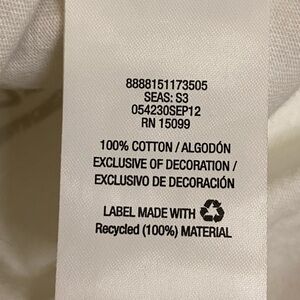 8888151173505
SEAS: S3
054230SEP12
RN 15099
100% COTTON / ALGODÓN
EXCLUSIVE OF DECORATION /
EXCLUSIVO DE DECORACIÓN
LABEL MADE WITH
Recycled (100%) MATERIAL